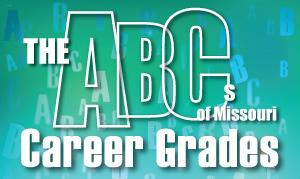 THE ABCs
of Missouri
Career Grades